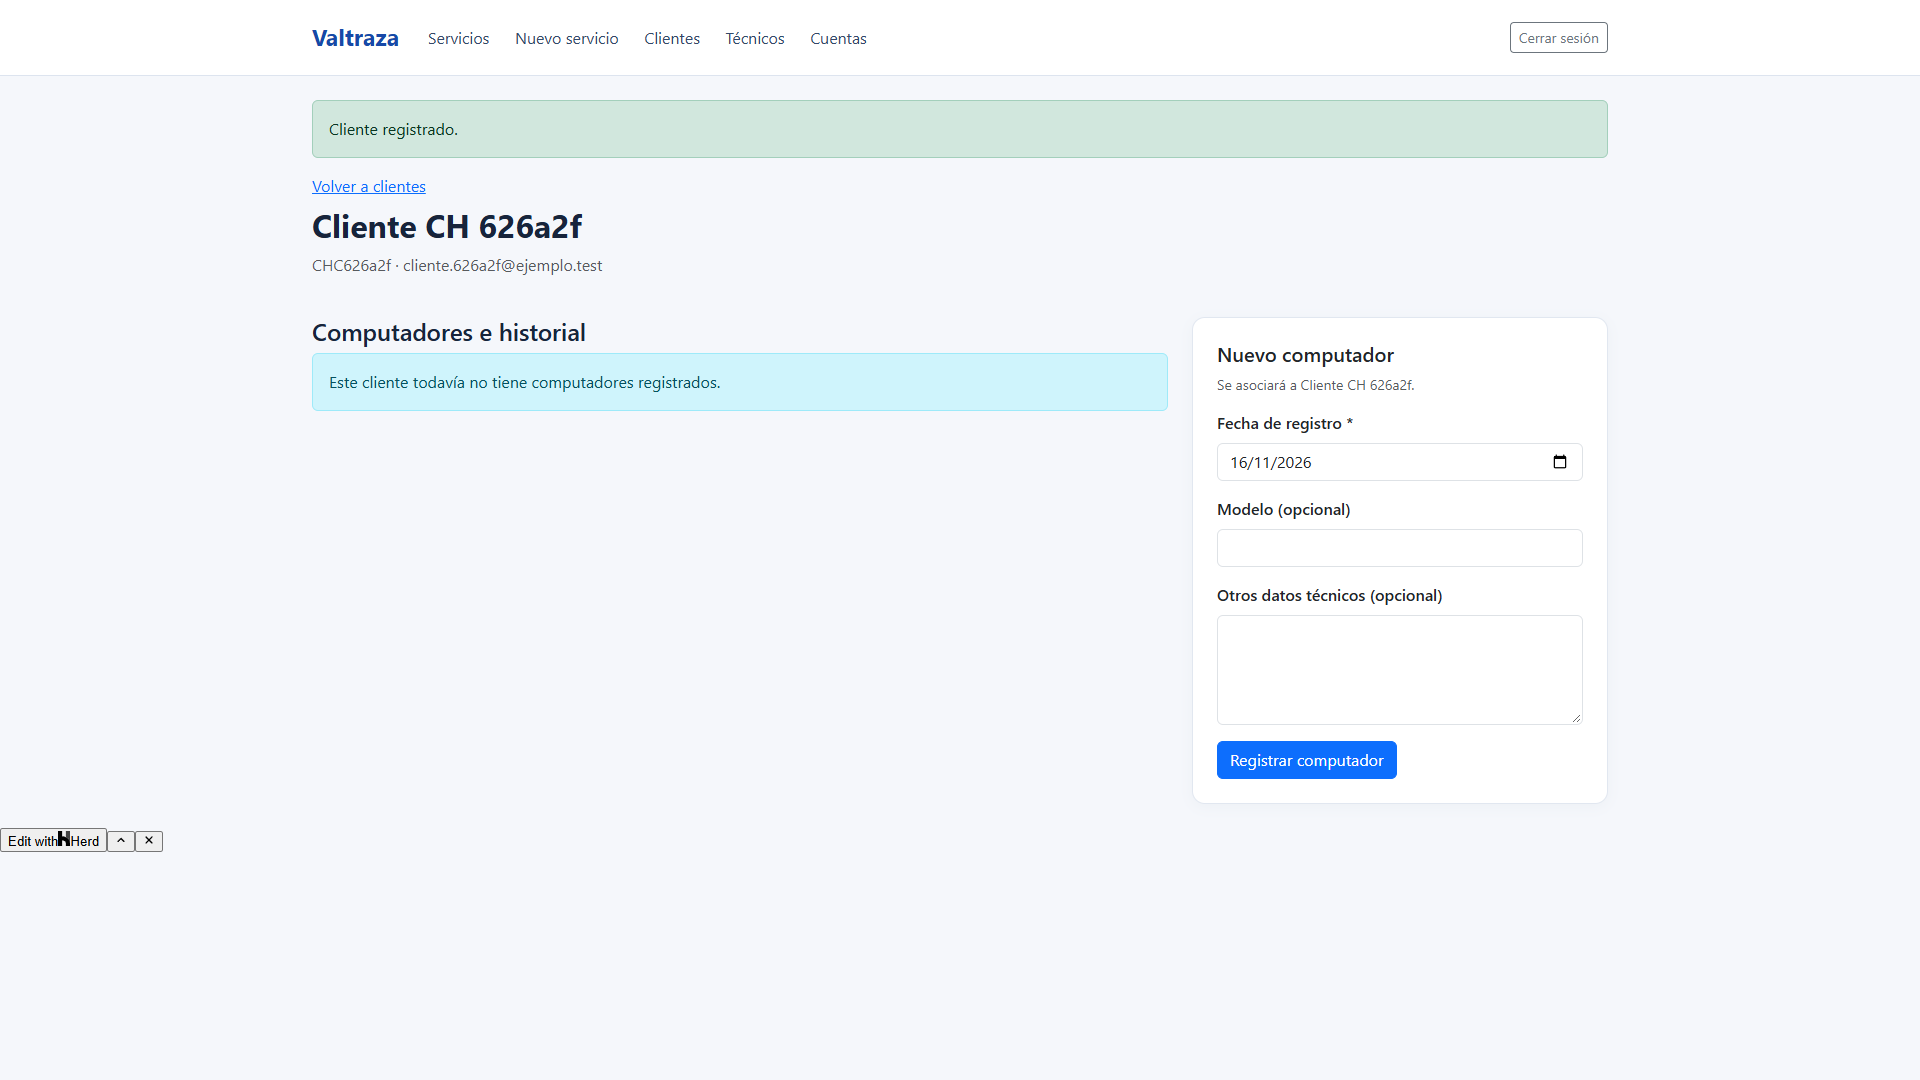 Valtraza Servicios Nuevo servicio Clientes Técnicos Cuentas Cerrar sesión
Cliente registrado.
Volver a clientes
Cliente CH 626a2f
CHC626a2f · cliente.626a2f@ejemplo.test
Computadores e historial
Este cliente todavía no tiene computadores registrados.
Nuevo computador
Se asociará a Cliente CH 626a2f.
Fecha de registro *
16/11/2026
Modelo (opcional)
Otros datos técnicos (opcional)
Registrar computador
Edit with Herd